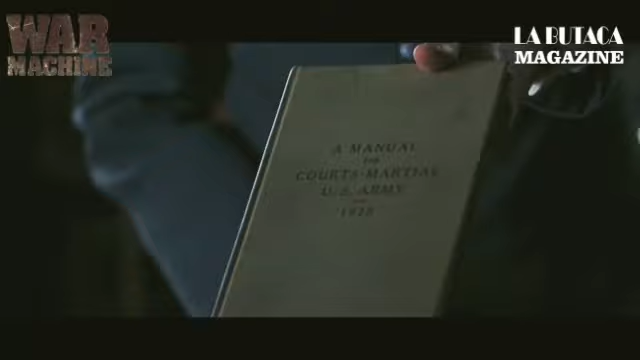 WAR
MACHINE
LA BUTACA
MAGAZINE
A MANUAL
FOR
COURTS-MARTIAL
U. S. ARMY
1928